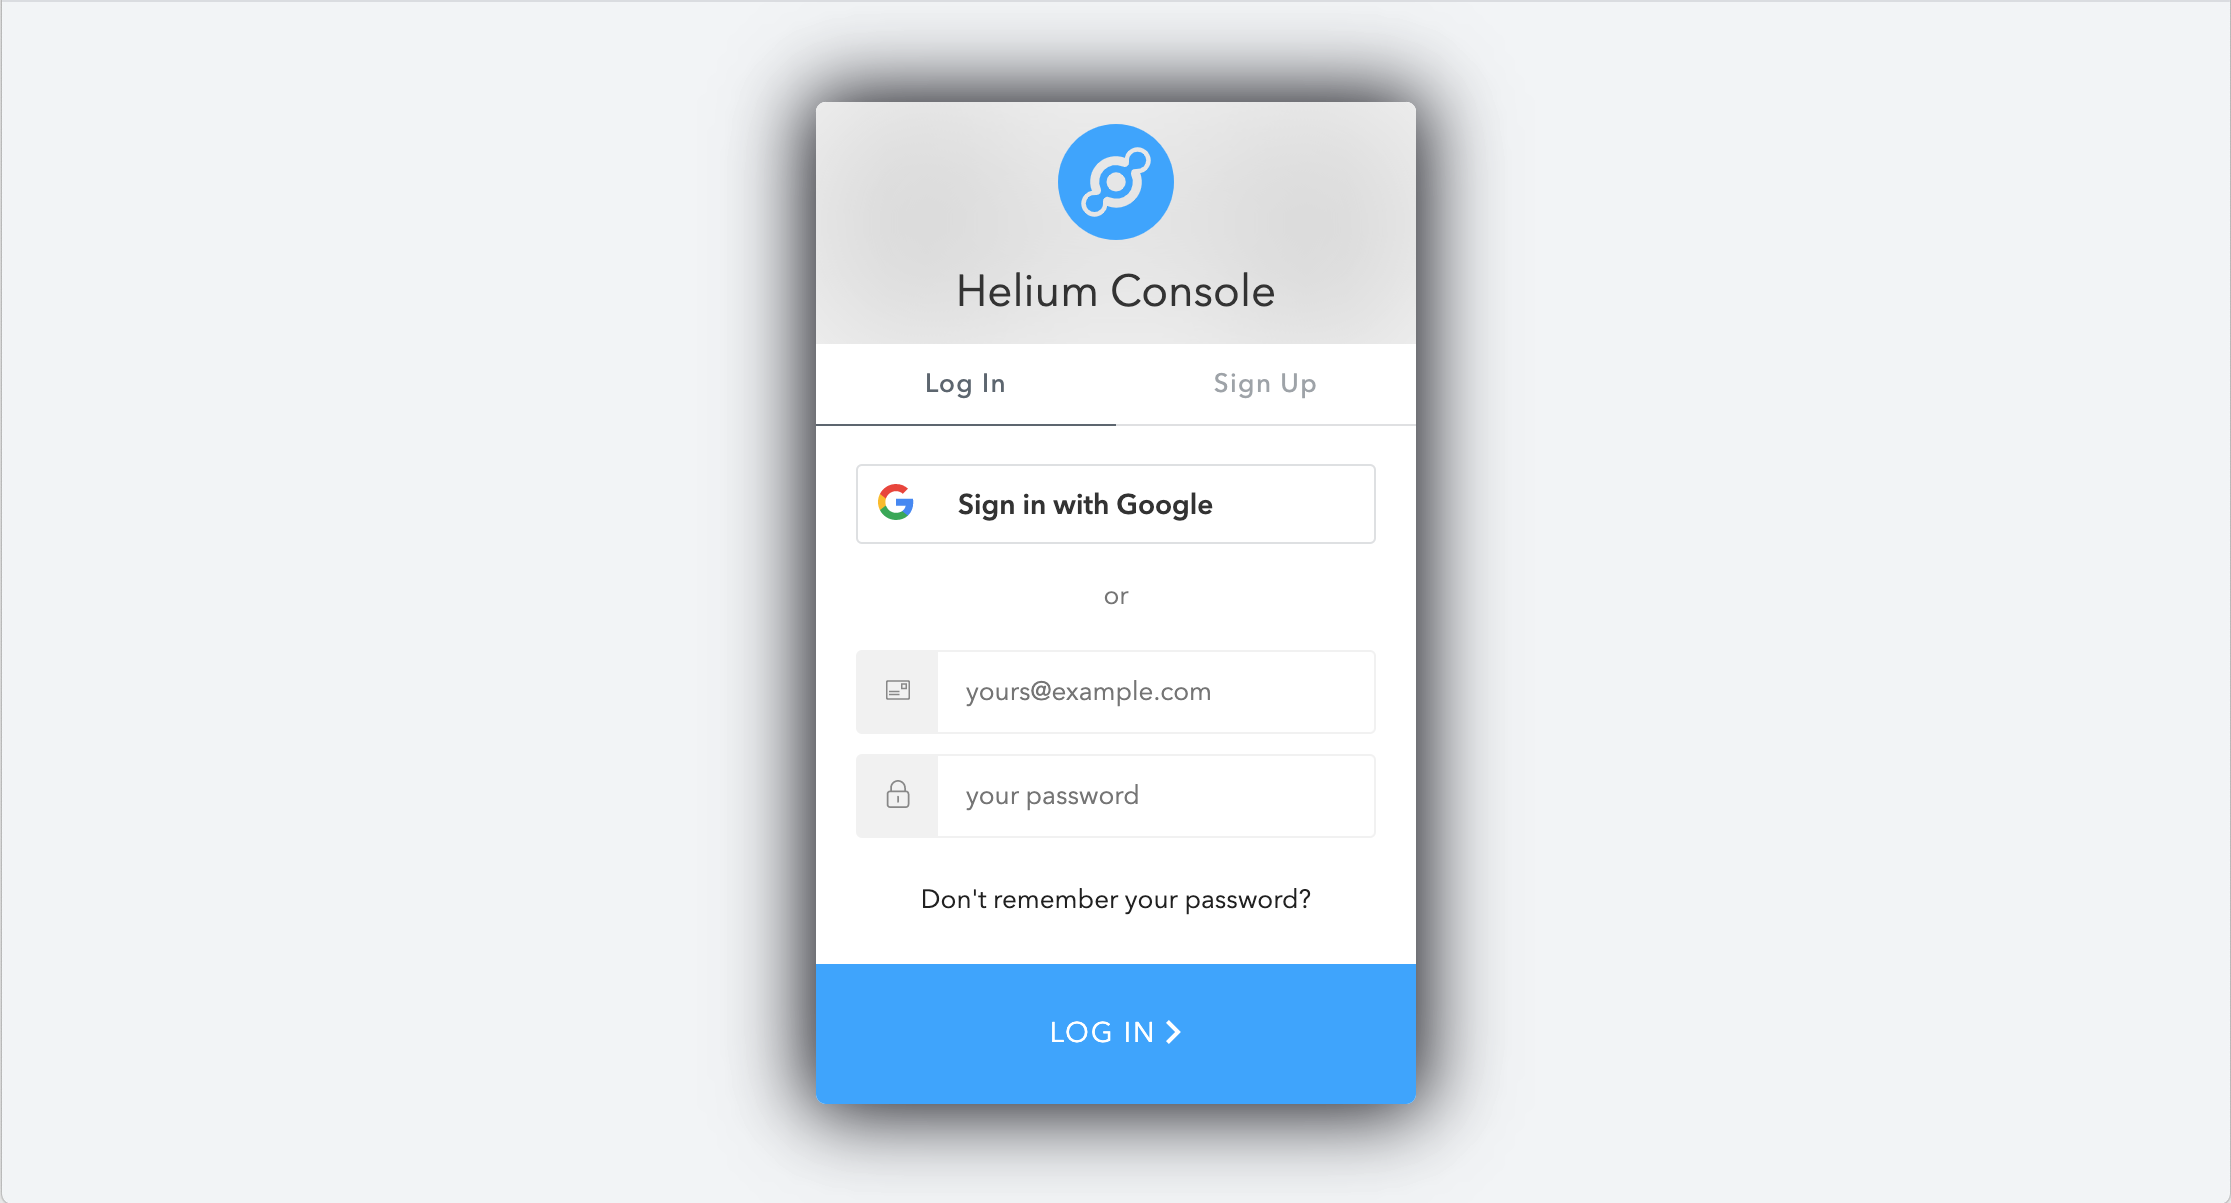 Helium Console
Log In
Sign Up
Sign in with Google
or
yours@example.com
your password
Don't remember your password?
LOG IN